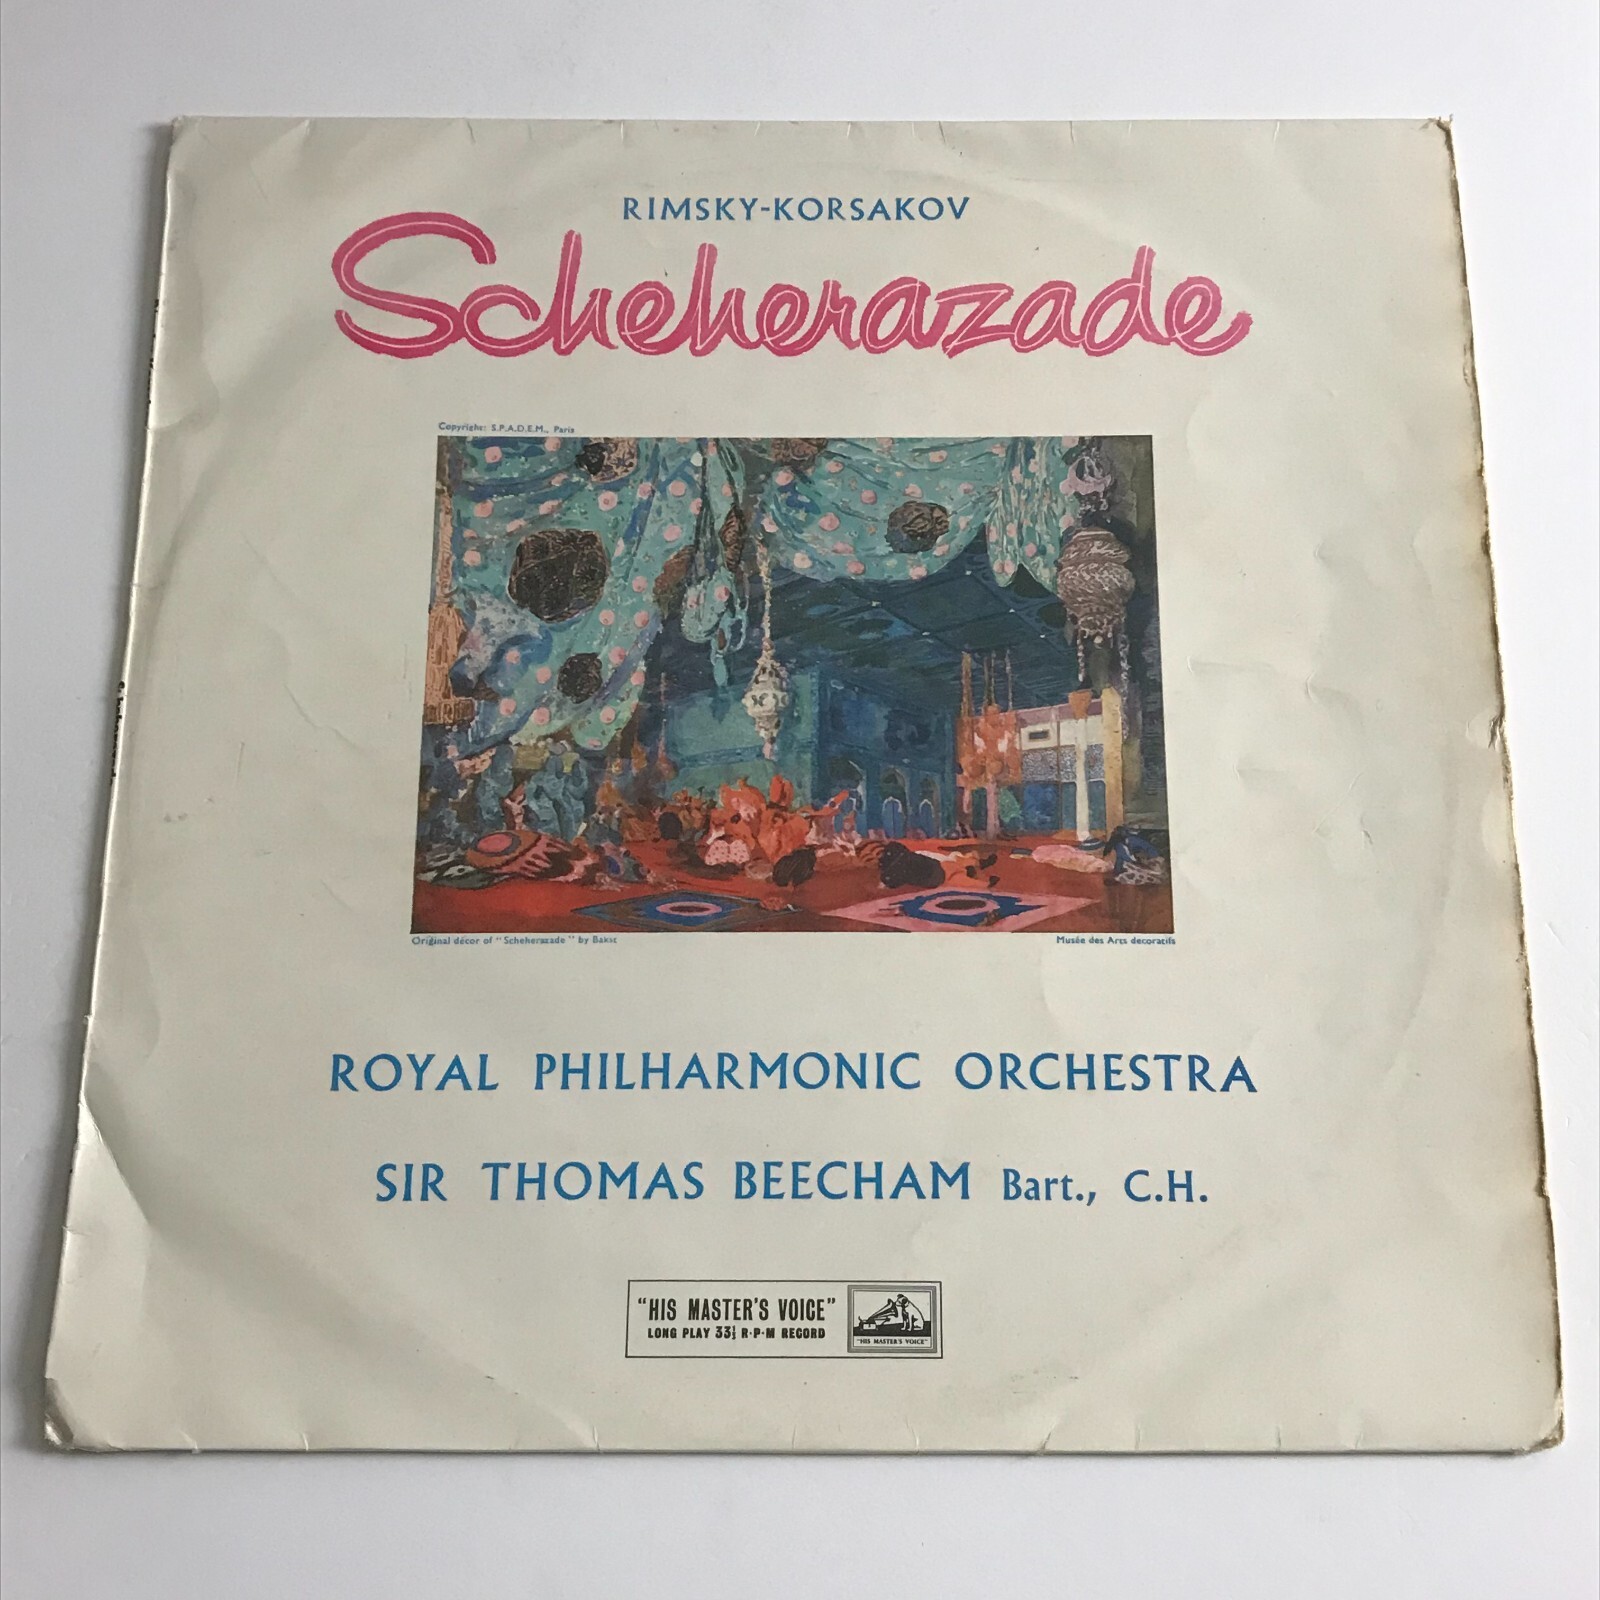 RIMSKY-KORSAKOV
Scheherazade
Copyright: S.P.A.D.E.M., Paris
Original décor of "Scheherazade" by Bakst
Musée des Arts decoratifs
ROYAL PHILHARMONIC ORCHESTRA
SIR THOMAS BEECHAM Bart., C.H.
"HIS MASTER'S VOICE"
LONG PLAY 33⅓ R·P·M RECORD
"HIS MASTER'S VOICE"